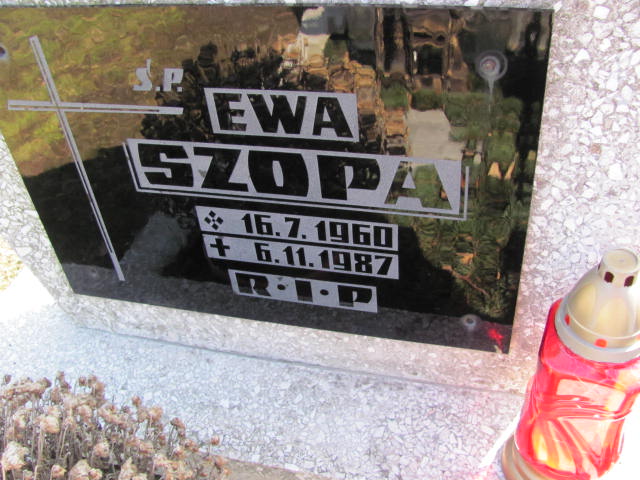 Ś.P.
EWA
SZOPA
16.7.1960
+ 6.11.1987
R·I·P